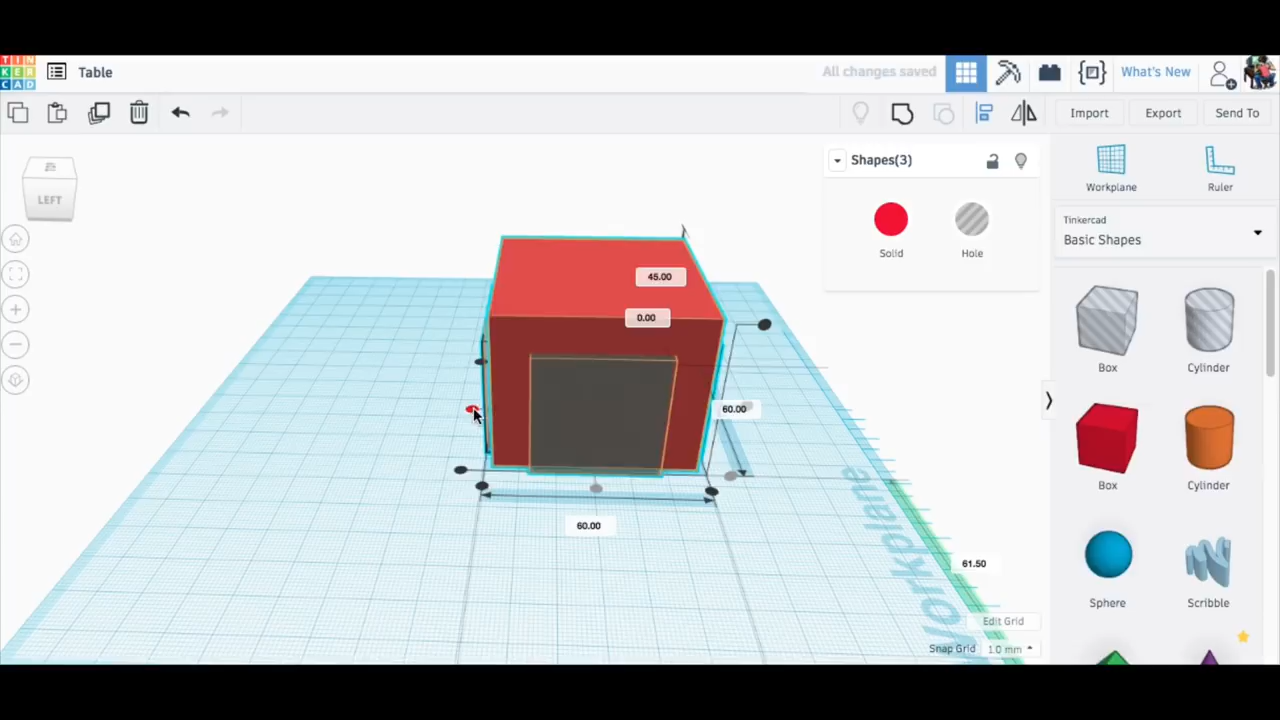 TIN
KER
CAD
Table
All changes saved
What's New
Import
Export
Send To
LEFT
Shapes(3)
Solid
Hole
Workplane
Ruler
Tinkercad
Basic Shapes
Box
Cylinder
Box
Cylinder
Sphere
Scribble
45.00
0.00
60.00
60.00
61.50
Workplane
Edit Grid
Snap Grid 1.0 mm